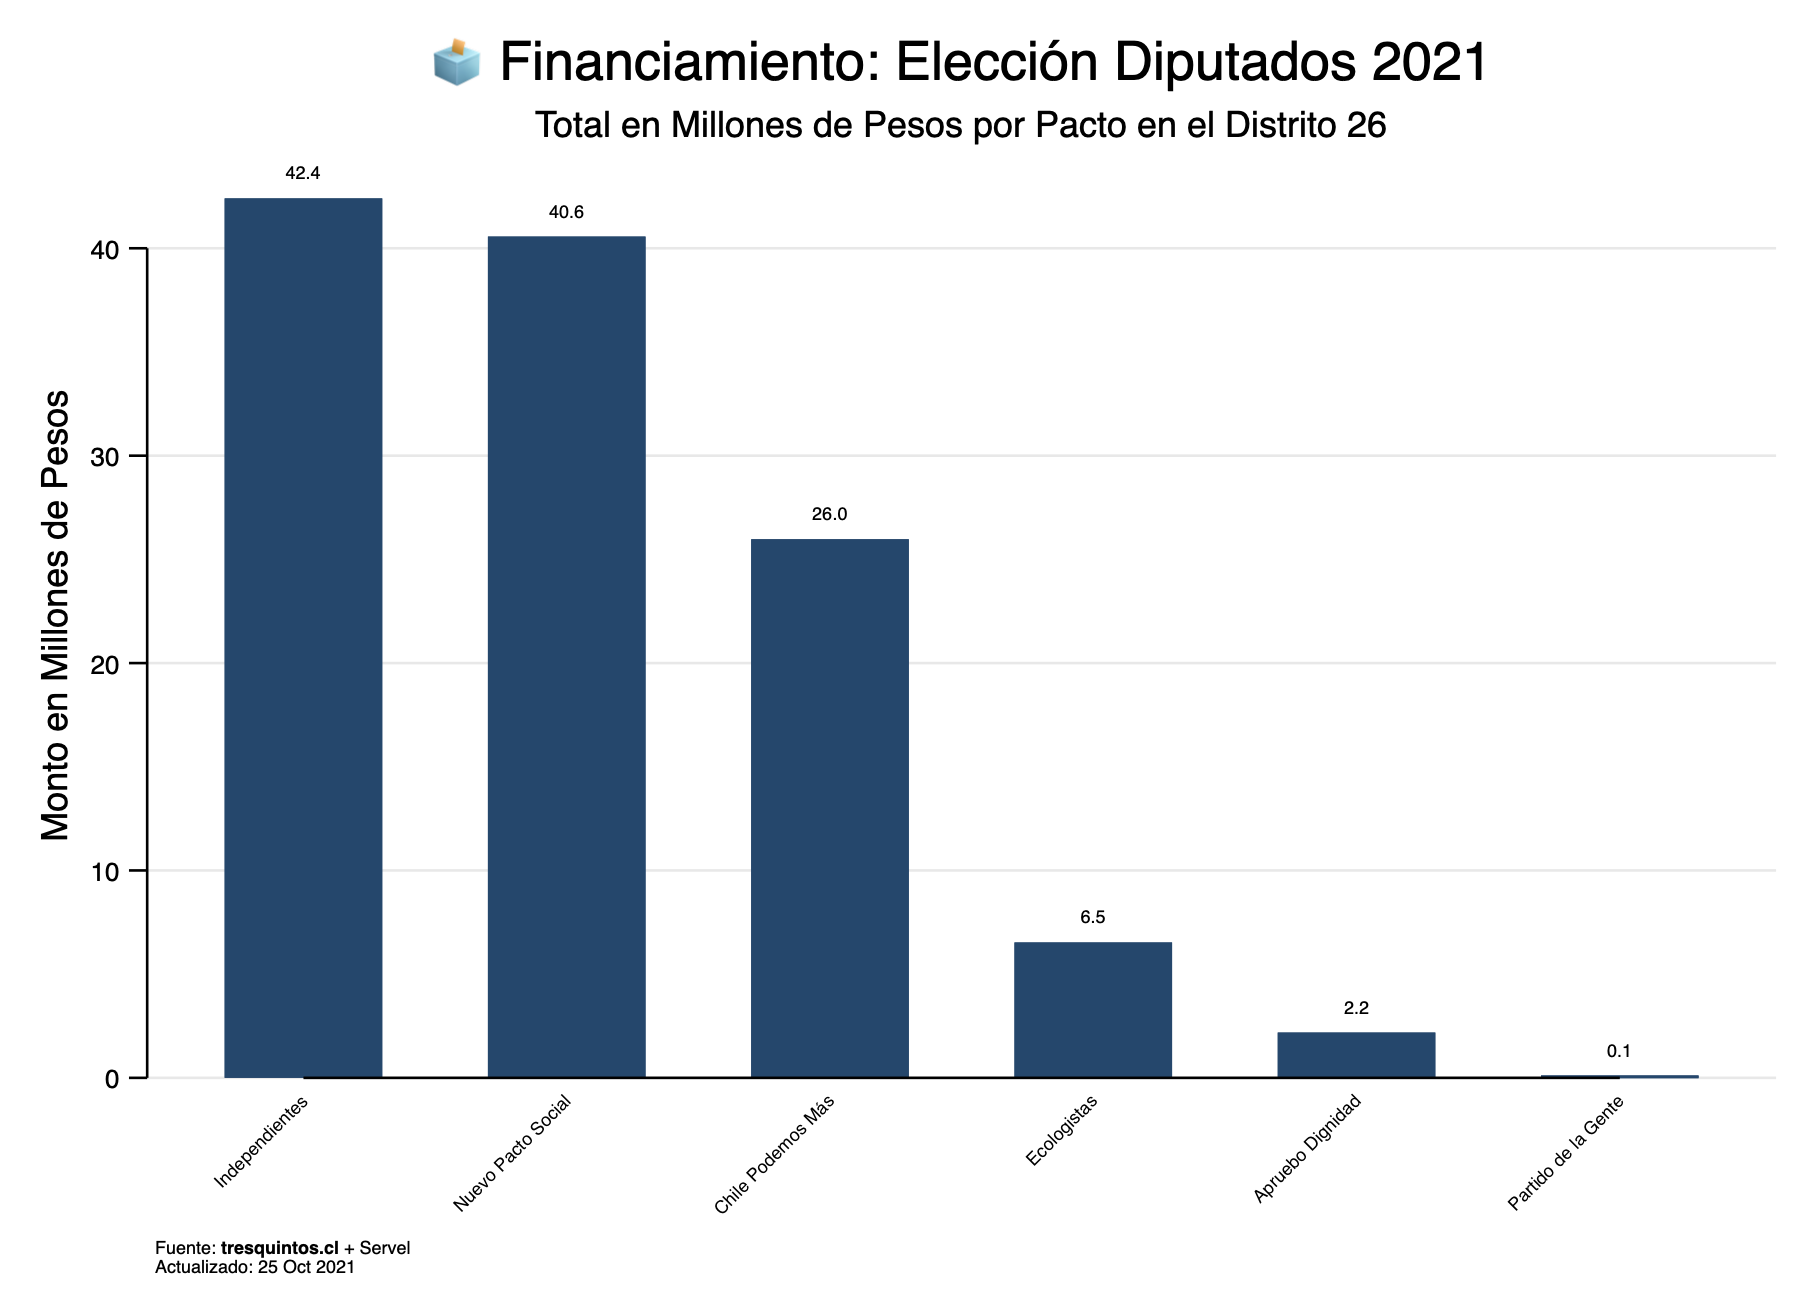 Financiamiento: Elección Diputados 2021
Total en Millones de Pesos por Pacto en el Distrito 26
Monto en Millones de Pesos
40
30
20
10
0
42.4
40.6
26.0
6.5
2.2
0.1
Independientes
Nuevo Pacto Social
Chile Podemos Más
Ecologistas
Apruebo Dignidad
Partido de la Gente
Fuente: tresquintos.cl + Servel
Actualizado: 25 Oct 2021